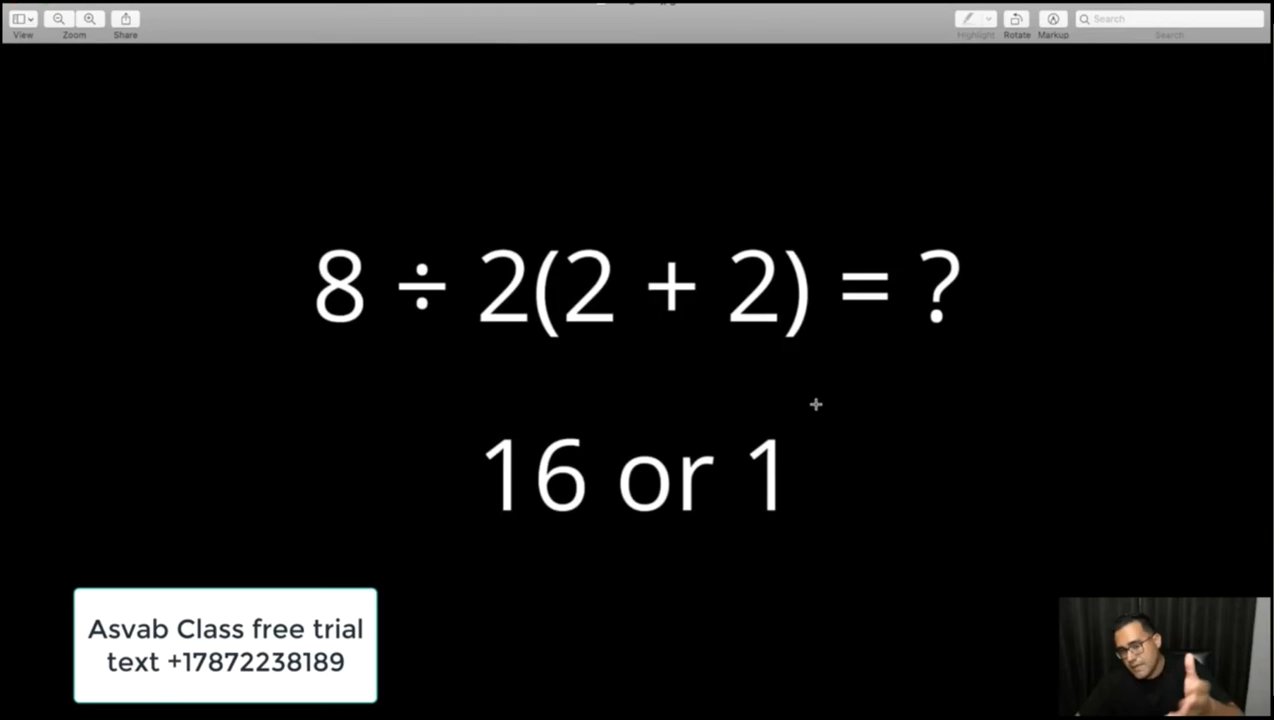 View
Zoom
Share
Highlight
Rotate
Markup
Search
Search
8 ÷ 2(2 + 2) = ?
16 or 1
Asvab Class free trial
text +17872238189